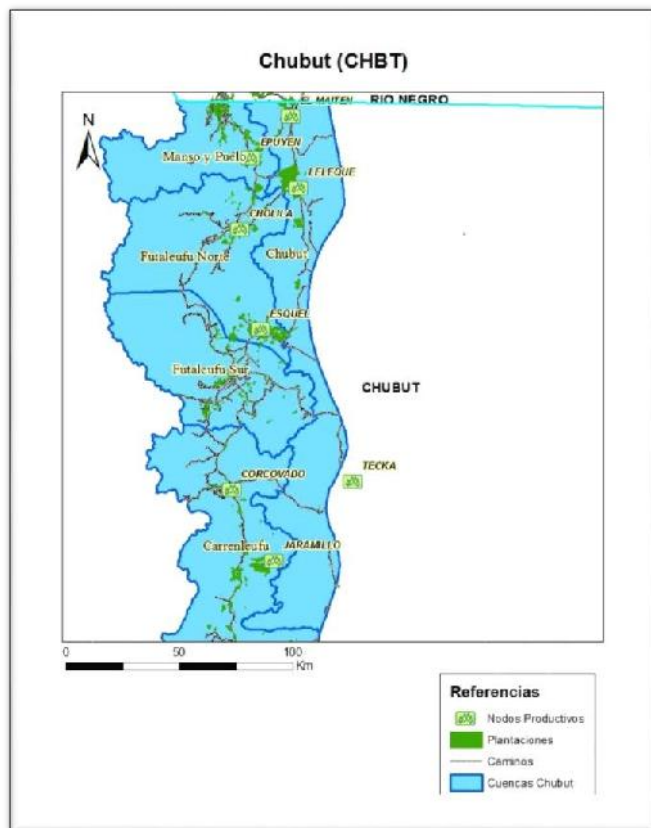 Chubut (CHBT)
EL MAITEN
RIO NEGRO
N
EPUYEN
Manso y Puelo
LELEQUE
CHOLILA
Futaleufu Norte
Chubut
ESQUEL
Futaleufu Sur
CHUBUT
TECKA
CORCOVADO
Carrenleufu
JARAMILLO
0 50 100
Km
Referencias
Nodos Productivos
Plantaciones
Caminos
Cuencas Chubut